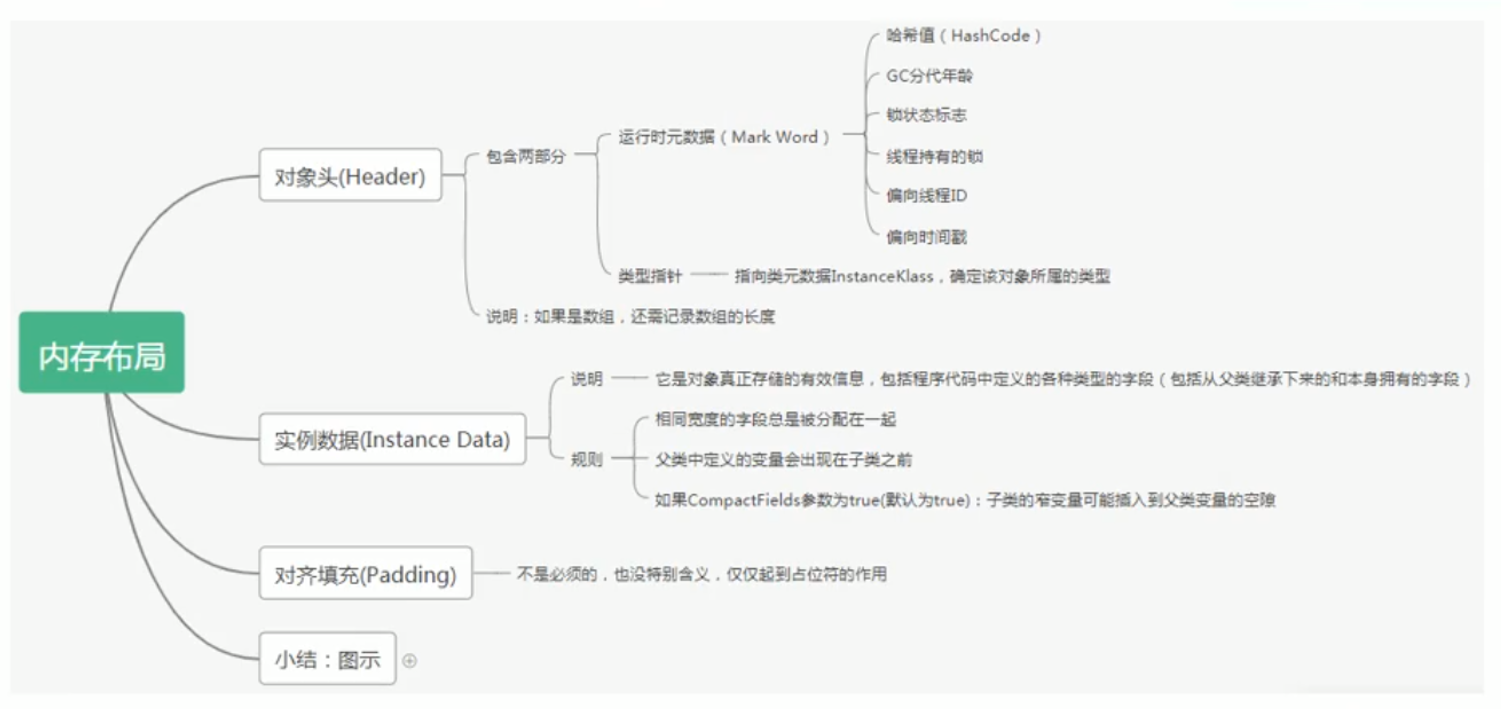 哈希值（HashCode）
GC分代年龄
锁状态标志
运行时元数据（Mark Word）
包含两部分
线程持有的锁
对象头(Header)
偏向线程ID
偏向时间戳
类型指针
指向类元数据InstanceKlass，确定该对象所属的类型
说明：如果是数组，还需记录数组的长度
内存布局
说明
它是对象真正存储的有效信息，包括程序代码中定义的各种类型的字段（包括从父类继承下来的和本身拥有的字段）
相同宽度的字段总是被分配在一起
实例数据(Instance Data)
规则
父类中定义的变量会出现在子类之前
如果CompactFields参数为true(默认为true)：子类的窄变量可能插入到父类变量的空隙
对齐填充(Padding)
不是必须的，也没特别含义，仅仅起到占位符的作用
小结：图示